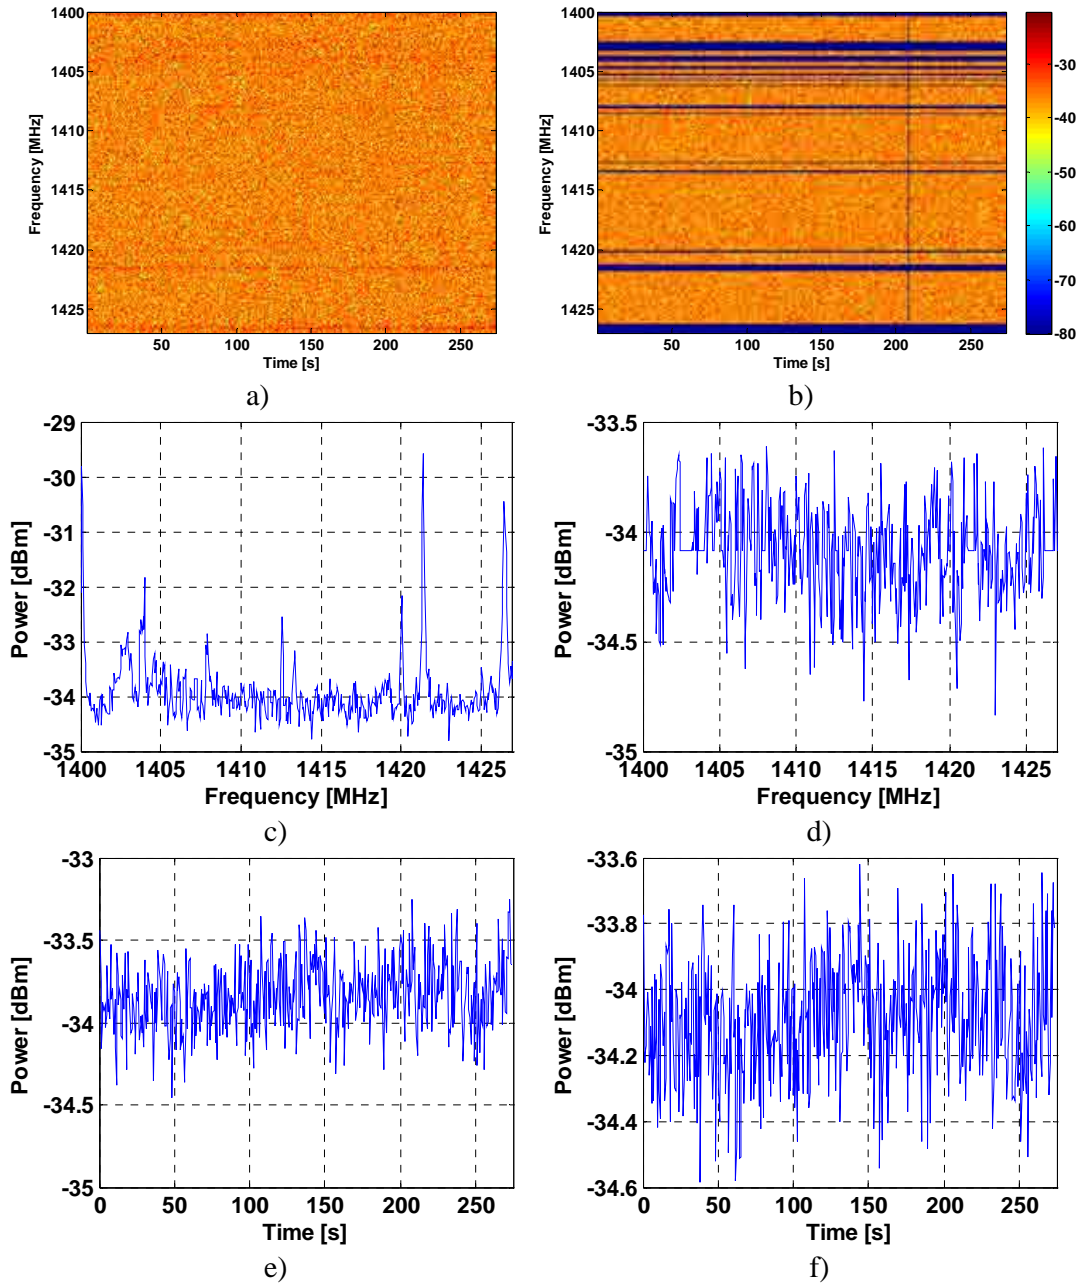 1400
1405
1410
1415
1420
1425
Frequency [MHz]
50 100 150 200 250
Time [s]
a)
1400
1405
1410
1415
1420
1425
Frequency [MHz]
50 100 150 200 250
Time [s]
b)
-30
-40
-50
-60
-70
-80
-29
-30
-31
-32
-33
-34
-35
Power [dBm]
1400 1405 1410 1415 1420 1425
Frequency [MHz]
c)
-33.5
-34
-34.5
-35
Power [dBm]
1400 1405 1410 1415 1420 1425
Frequency [MHz]
d)
-33
-33.5
-34
-34.5
-35
Power [dBm]
0 50 100 150 200 250
Time [s]
e)
-33.6
-33.8
-34
-34.2
-34.4
-34.6
Power [dBm]
0 50 100 150 200 250
Time [s]
f)